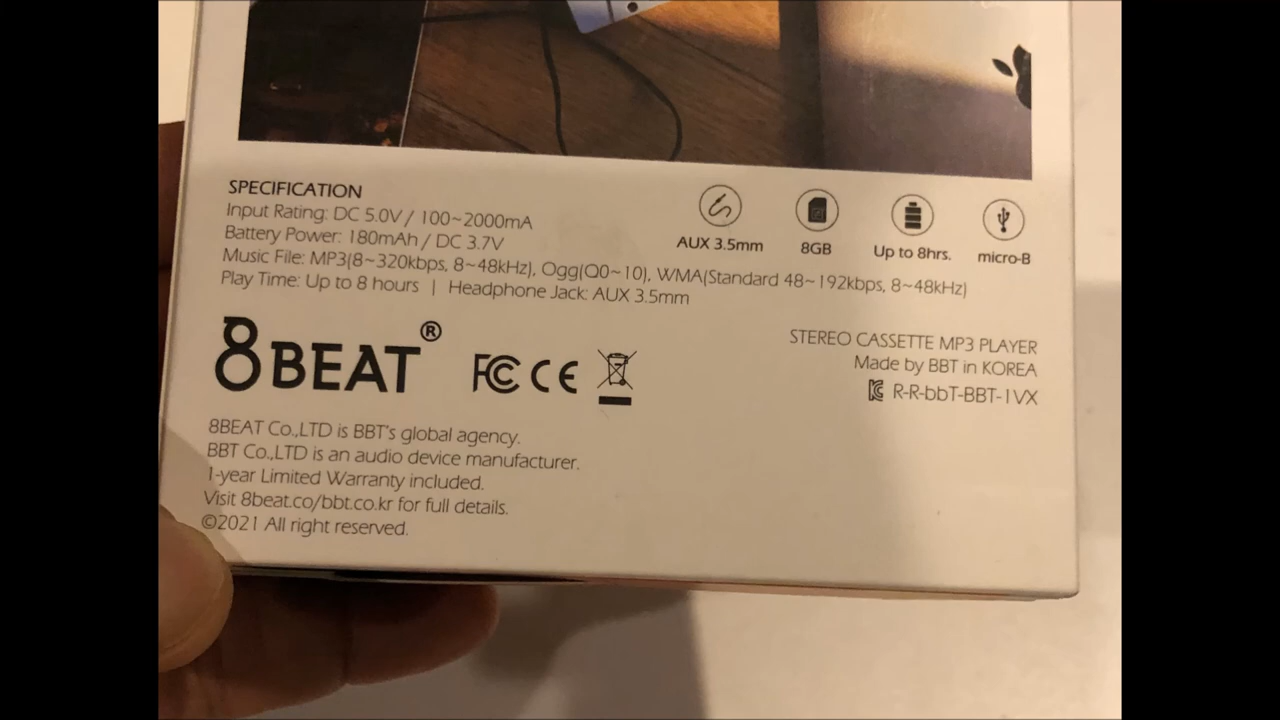 SPECIFICATION
Input Rating: DC 5.0V / 100~2000mA
Battery Power: 180mAh / DC 3.7V
Music File: MP3(8~320kbps, 8~48kHz), Ogg(Q0~10), WMA(Standard 48~192kbps, 8~48kHz)
Play Time: Up to 8 hours | Headphone Jack: AUX 3.5mm
AUX 3.5mm
8GB
Up to 8hrs.
micro-B
8BEAT®
FC CE
STEREO CASSETTE MP3 PLAYER
Made by BBT in KOREA
R-R-bbT-BBT-1VX
8BEAT Co.,LTD is BBT's global agency.
BBT Co.,LTD is an audio device manufacturer.
1-year Limited Warranty included.
Visit 8beat.co/bbt.co.kr for full details.
©2021 All right reserved.